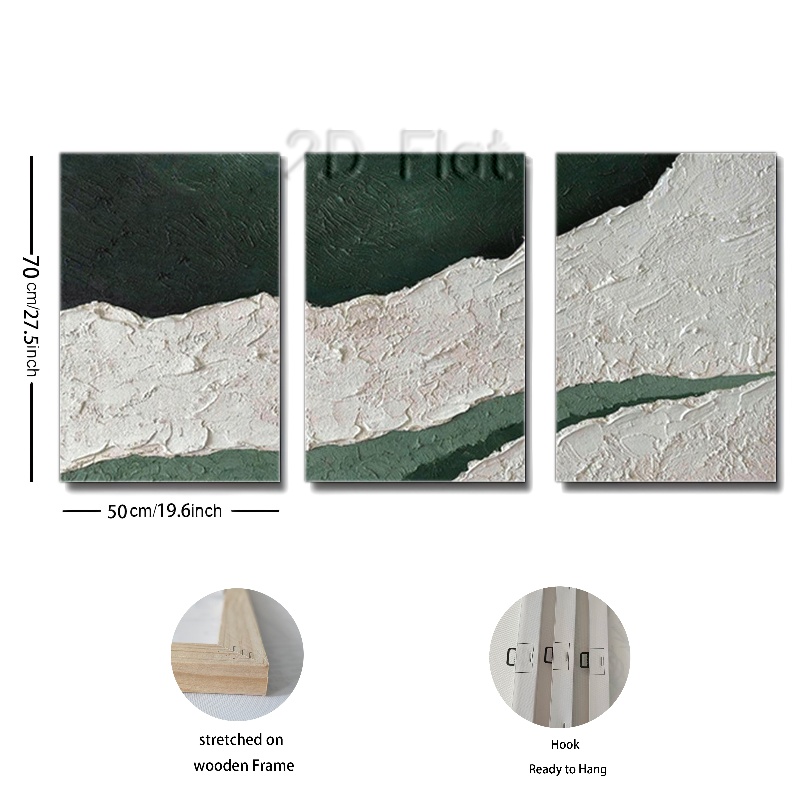 2D Flat
70 cm/27.5inch
50cm/19.6inch
stretched on
wooden Frame
Hook
Ready to Hang